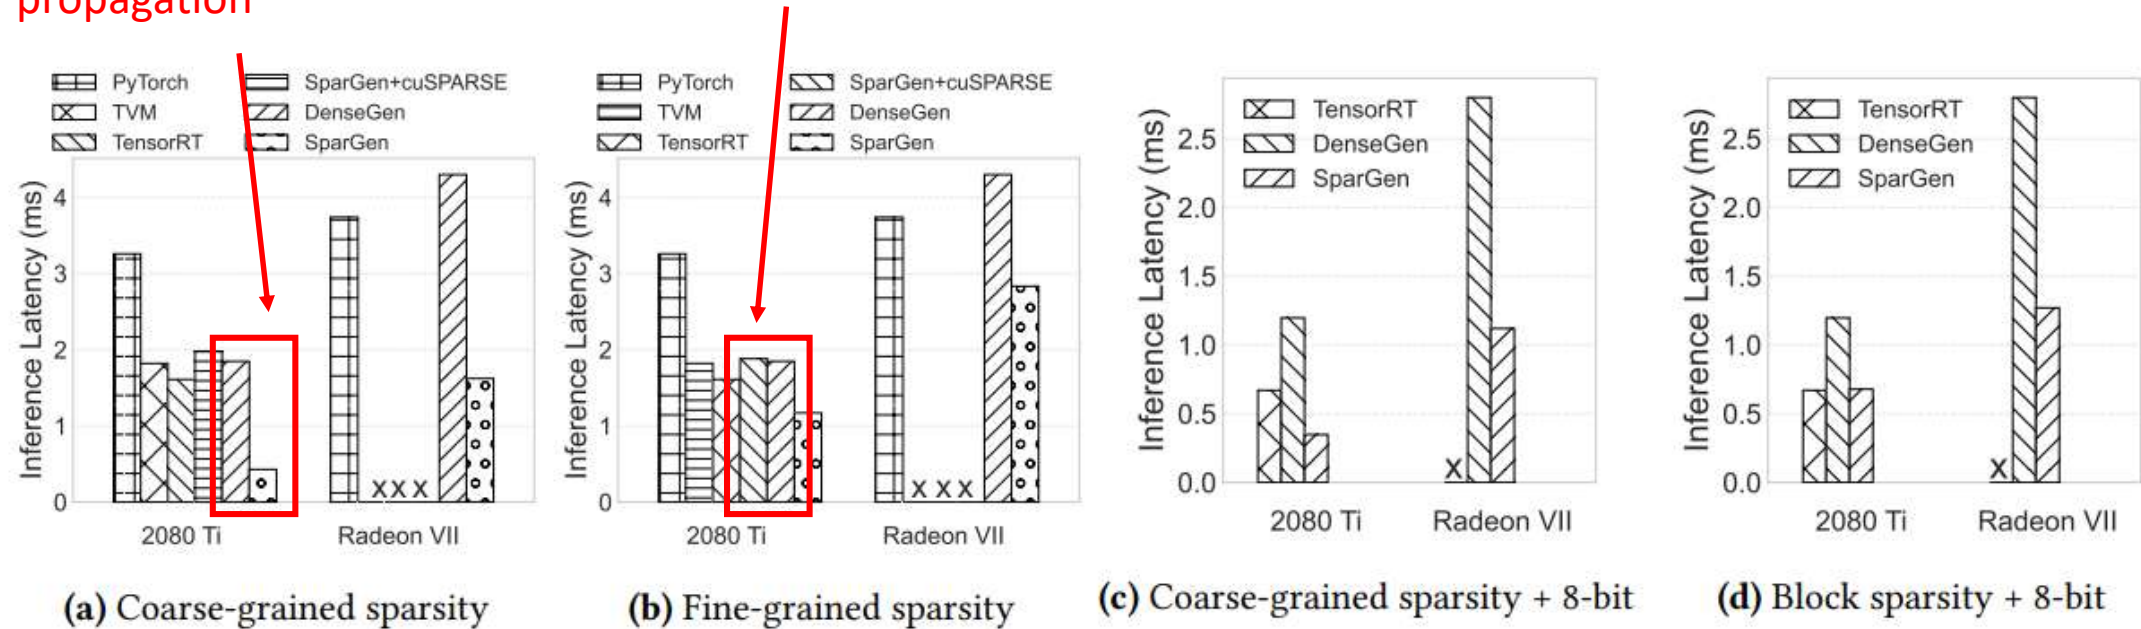 propagation
PyTorch
TVM
TensorRT
SparGen+cuSPARSE
DenseGen
SparGen
Inference Latency (ms)
4
3
2
1
0
X X X
2080 Ti
Radeon VII
(a) Coarse-grained sparsity
PyTorch
TVM
TensorRT
SparGen+cuSPARSE
DenseGen
SparGen
Inference Latency (ms)
4
3
2
1
0
X X X
2080 Ti
Radeon VII
(b) Fine-grained sparsity
TensorRT
DenseGen
SparGen
Inference Latency (ms)
2.5
2.0
1.5
1.0
0.5
0.0
X
2080 Ti
Radeon VII
(c) Coarse-grained sparsity + 8-bit
TensorRT
DenseGen
SparGen
Inference Latency (ms)
2.5
2.0
1.5
1.0
0.5
0.0
X
2080 Ti
Radeon VII
(d) Block sparsity + 8-bit